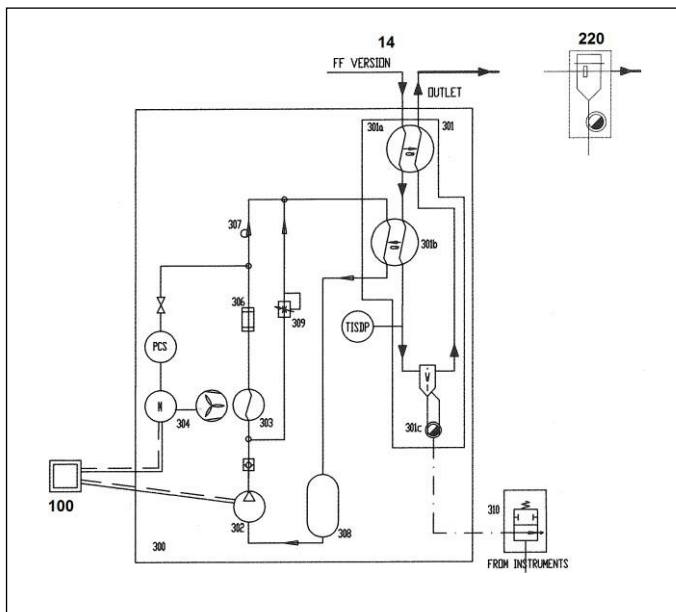 14
220
FF VERSION
OUTLET
301a
301
307
301b
306
309
TISDP
PCS
V
M
304
303
301c
100
302
308
310
300
FROM INSTRUMENTS